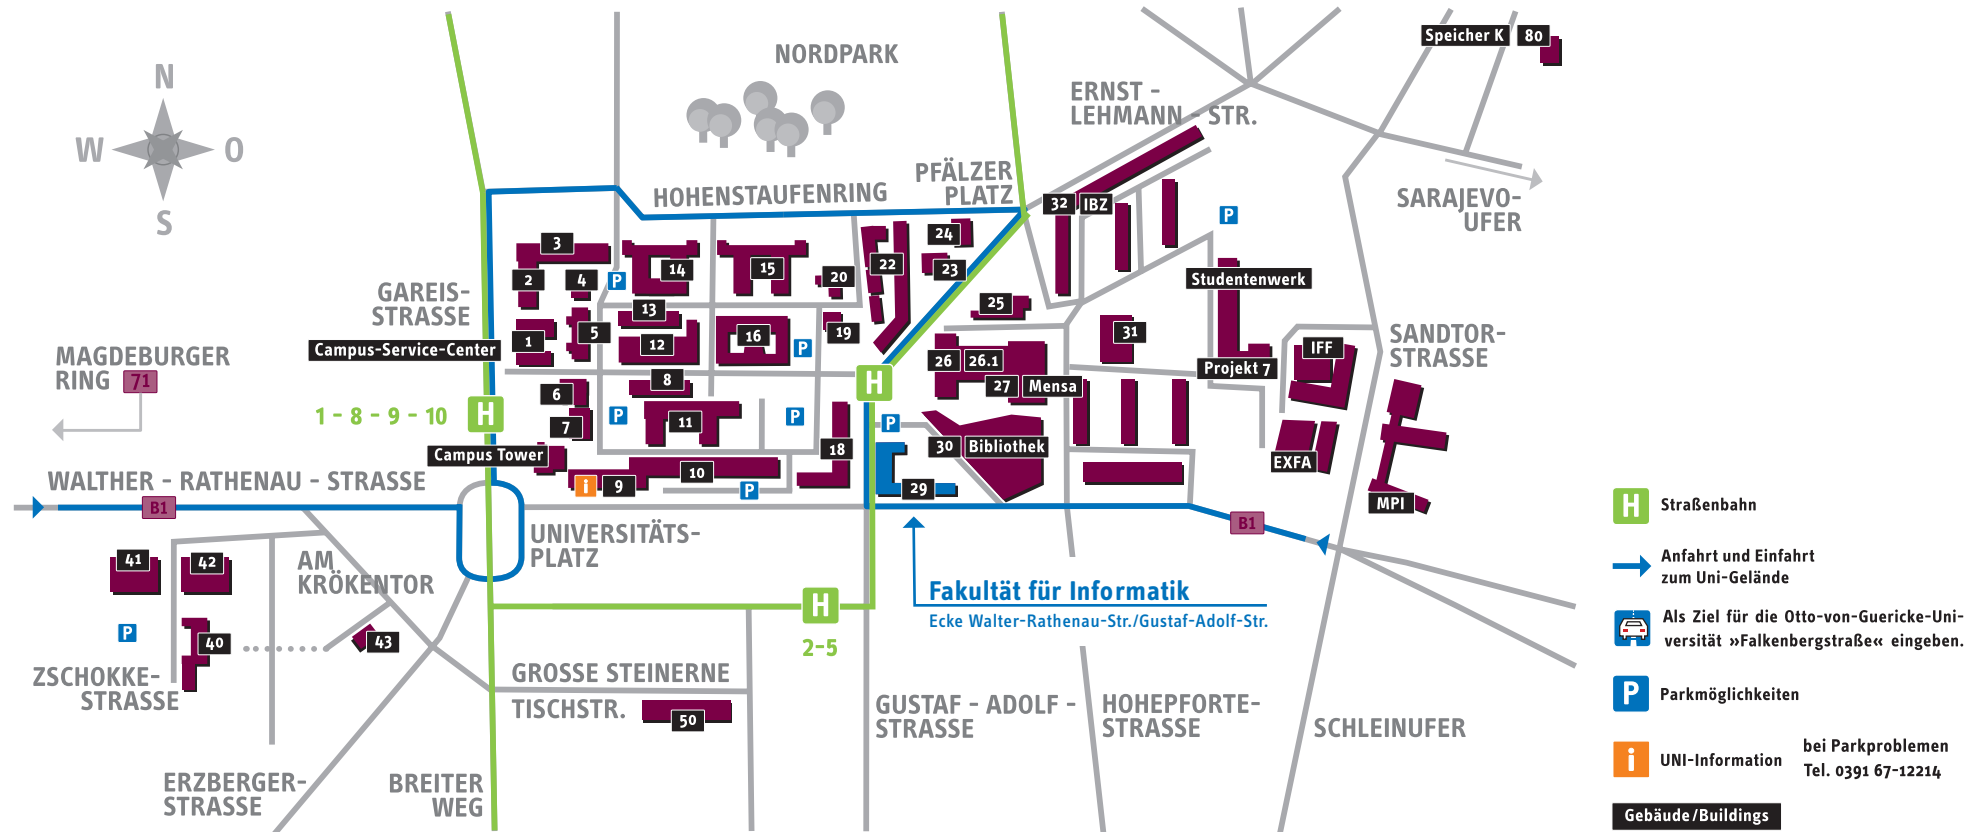 NORDPARK
N
W
O
S
ERNST -
LEHMANN - STR.
Speicher K
80
PFÄLZER
PLATZ
HOHENSTAUFENRING
SARAJEVO-
UFER
32
IBZ
P
3
2
4
P
14
15
20
22
24
23
25
Studentenwerk
GAREIS-
STRASSE
13
5
12
16
P
19
1
Campus-Service-Center
26
26.1
27
Mensa
31
Projekt 7
IFF
SANDTOR-
STRASSE
MAGDEBURGER
RING
71
1 - 8 - 9 - 10
H
6
7
8
P
11
P
H
18
P
30
Bibliothek
EXFA
MPI
Campus Tower
i
9
10
P
29
WALTHER - RATHENAU - STRASSE
B1
B1
UNIVERSITÄTS-
PLATZ
41
42
AM
KRÖKENTOR
P
40
43
ZSCHOKKE-
STRASSE
Fakultät für Informatik
Ecke Walter-Rathenau-Str./Gustaf-Adolf-Str.
H
2-5
GROSSE STEINERNE
TISCHSTR.
50
GUSTAF - ADOLF -
STRASSE
HOHEPFORTE-
STRASSE
SCHLEINUFER
ERZBERGER-
STRASSE
BREITER
WEG
H
Straßenbahn
Anfahrt und Einfahrt
zum Uni-Gelände
Als Ziel für die Otto-von-Guericke-Uni-
versität »Falkenbergstraße« eingeben.
P
Parkmöglichkeiten
i
UNI-Information
bei Parkproblemen
Tel. 0391 67-12214
Gebäude/Buildings